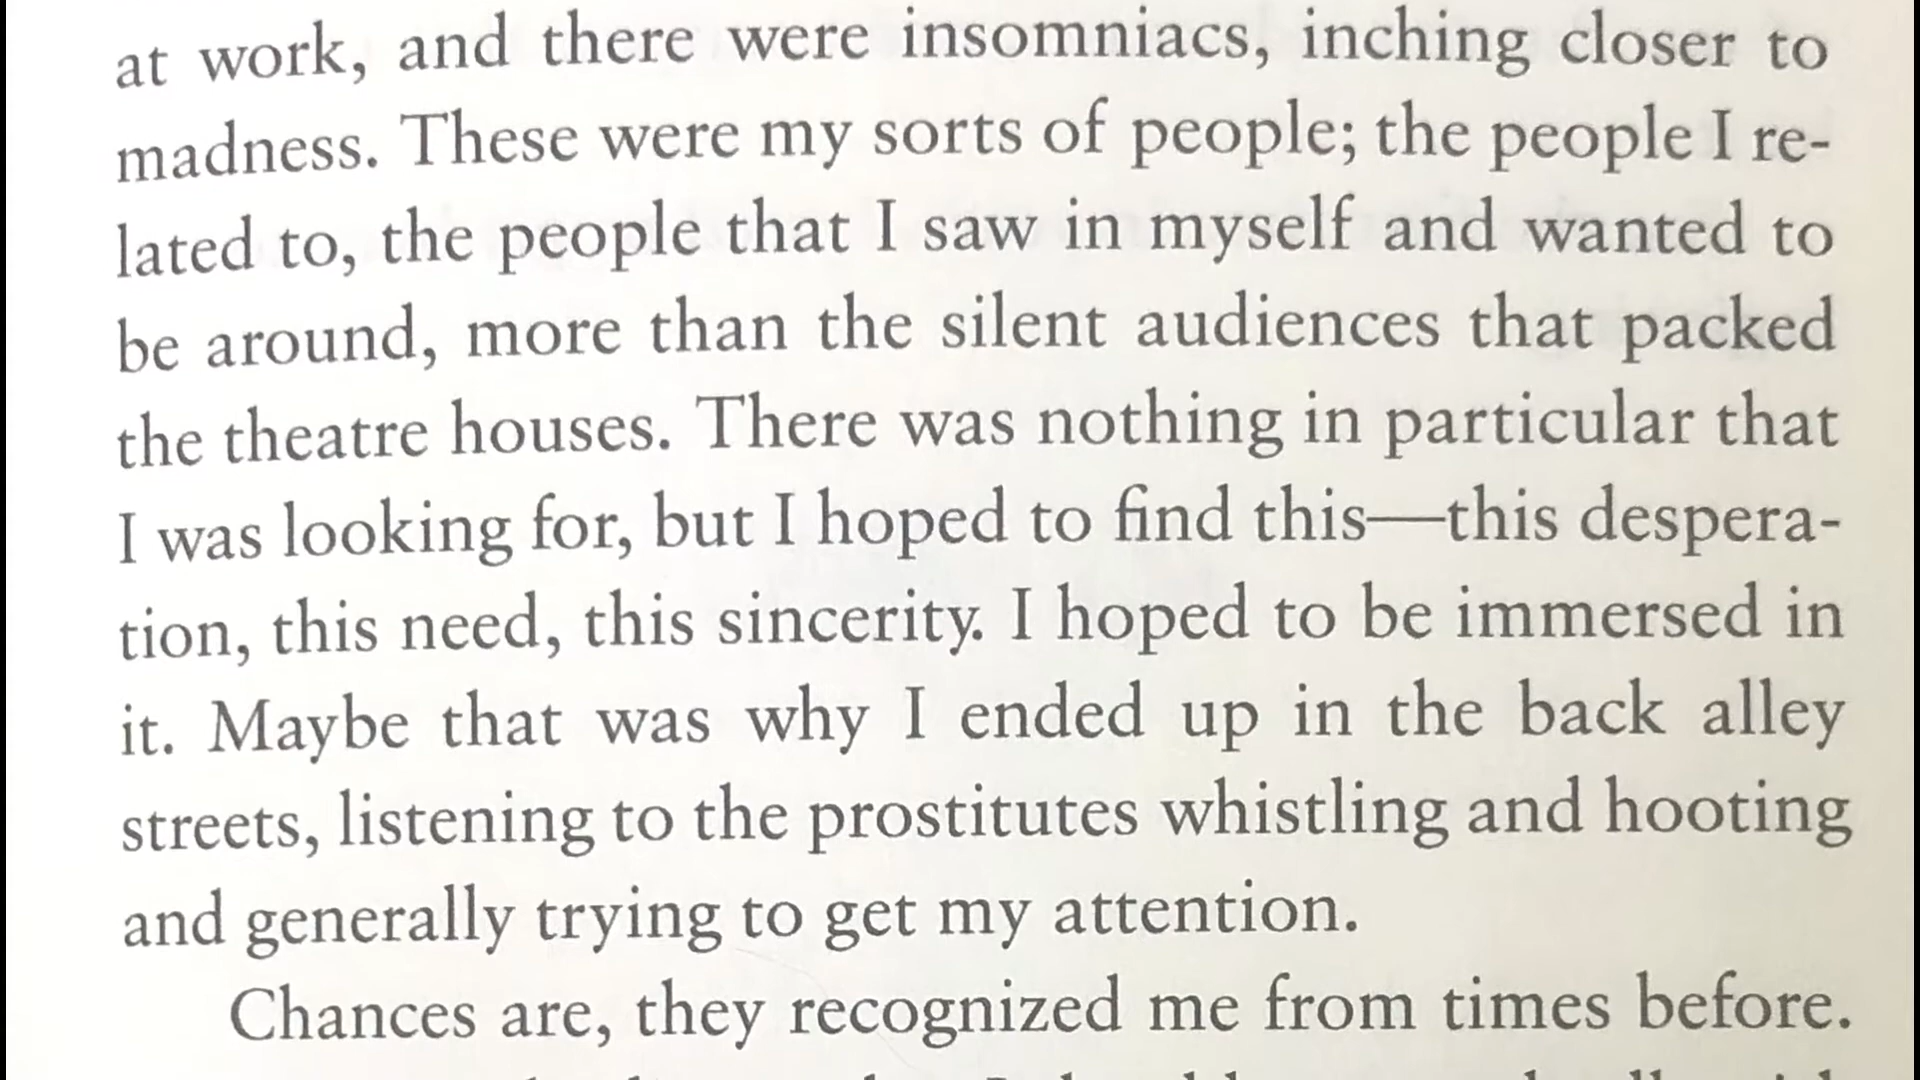 at work, and there were insomniacs, inching closer to
madness. These were my sorts of people; the people I re-
lated to, the people that I saw in myself and wanted to
be around, more than the silent audiences that packed
the theatre houses. There was nothing in particular that
I was looking for, but I hoped to find this—this despera-
tion, this need, this sincerity. I hoped to be immersed in
it. Maybe that was why I ended up in the back alley
streets, listening to the prostitutes whistling and hooting
and generally trying to get my attention.
Chances are, they recognized me from times before.